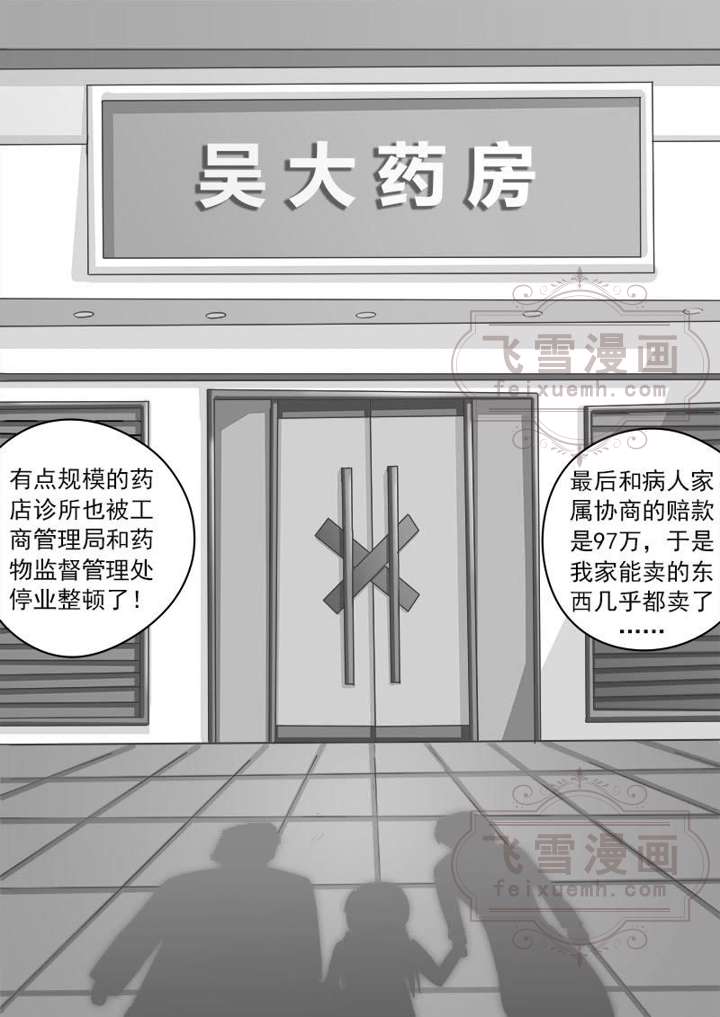 吴大药房
飞雪漫画
feixuemh.com
有点规模的药
店诊所也被工
商管理局和药
物监督管理处
停业整顿了！
最后和病人家
属协商的赔款
是97万，于是
我家能卖的东
西几乎都卖了
……
飞雪漫画
feixuemh.com